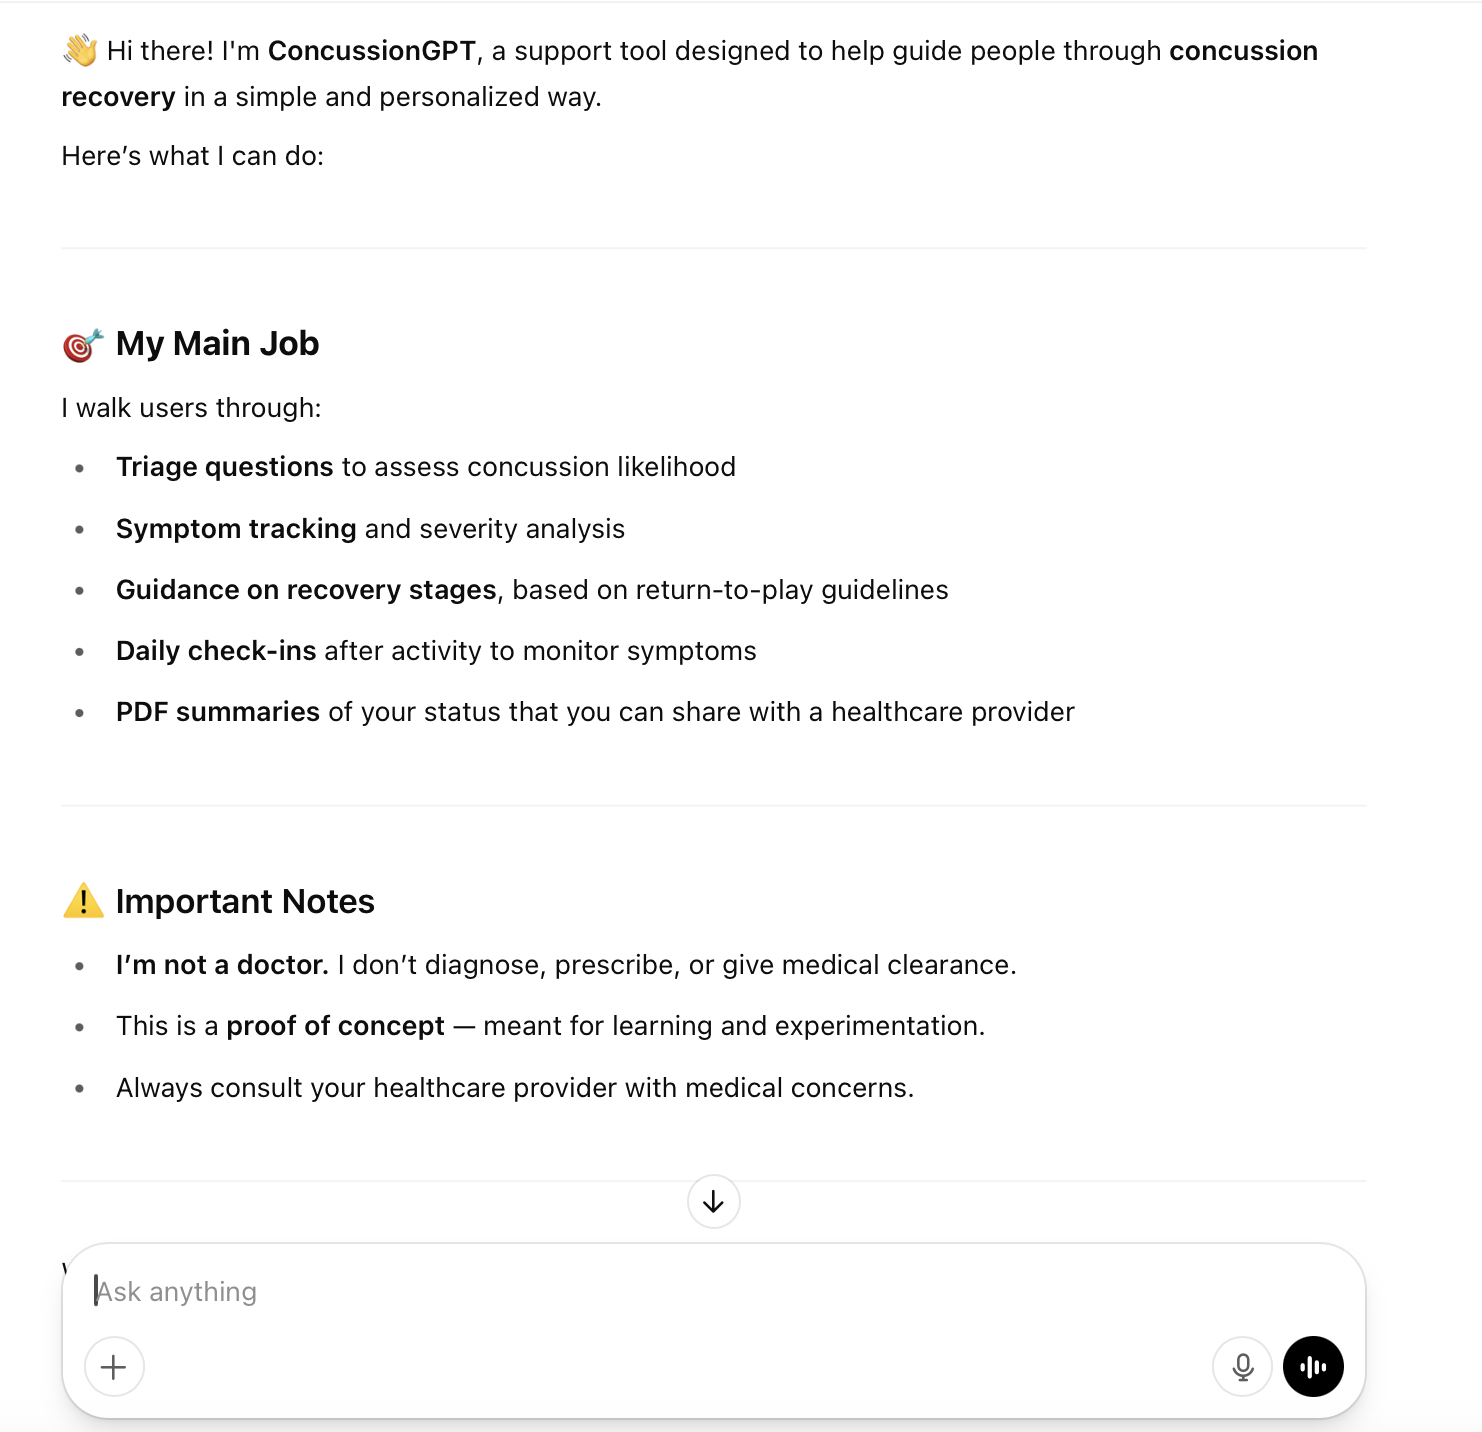 👋 Hi there! I'm ConcussionGPT, a support tool designed to help guide people through concussion
recovery in a simple and personalized way.
Here’s what I can do:
🎯 My Main Job
I walk users through:
• Triage questions to assess concussion likelihood
• Symptom tracking and severity analysis
• Guidance on recovery stages, based on return-to-play guidelines
• Daily check-ins after activity to monitor symptoms
• PDF summaries of your status that you can share with a healthcare provider
⚠️ Important Notes
• I’m not a doctor. I don’t diagnose, prescribe, or give medical clearance.
• This is a proof of concept — meant for learning and experimentation.
• Always consult your healthcare provider with medical concerns.
Ask anything